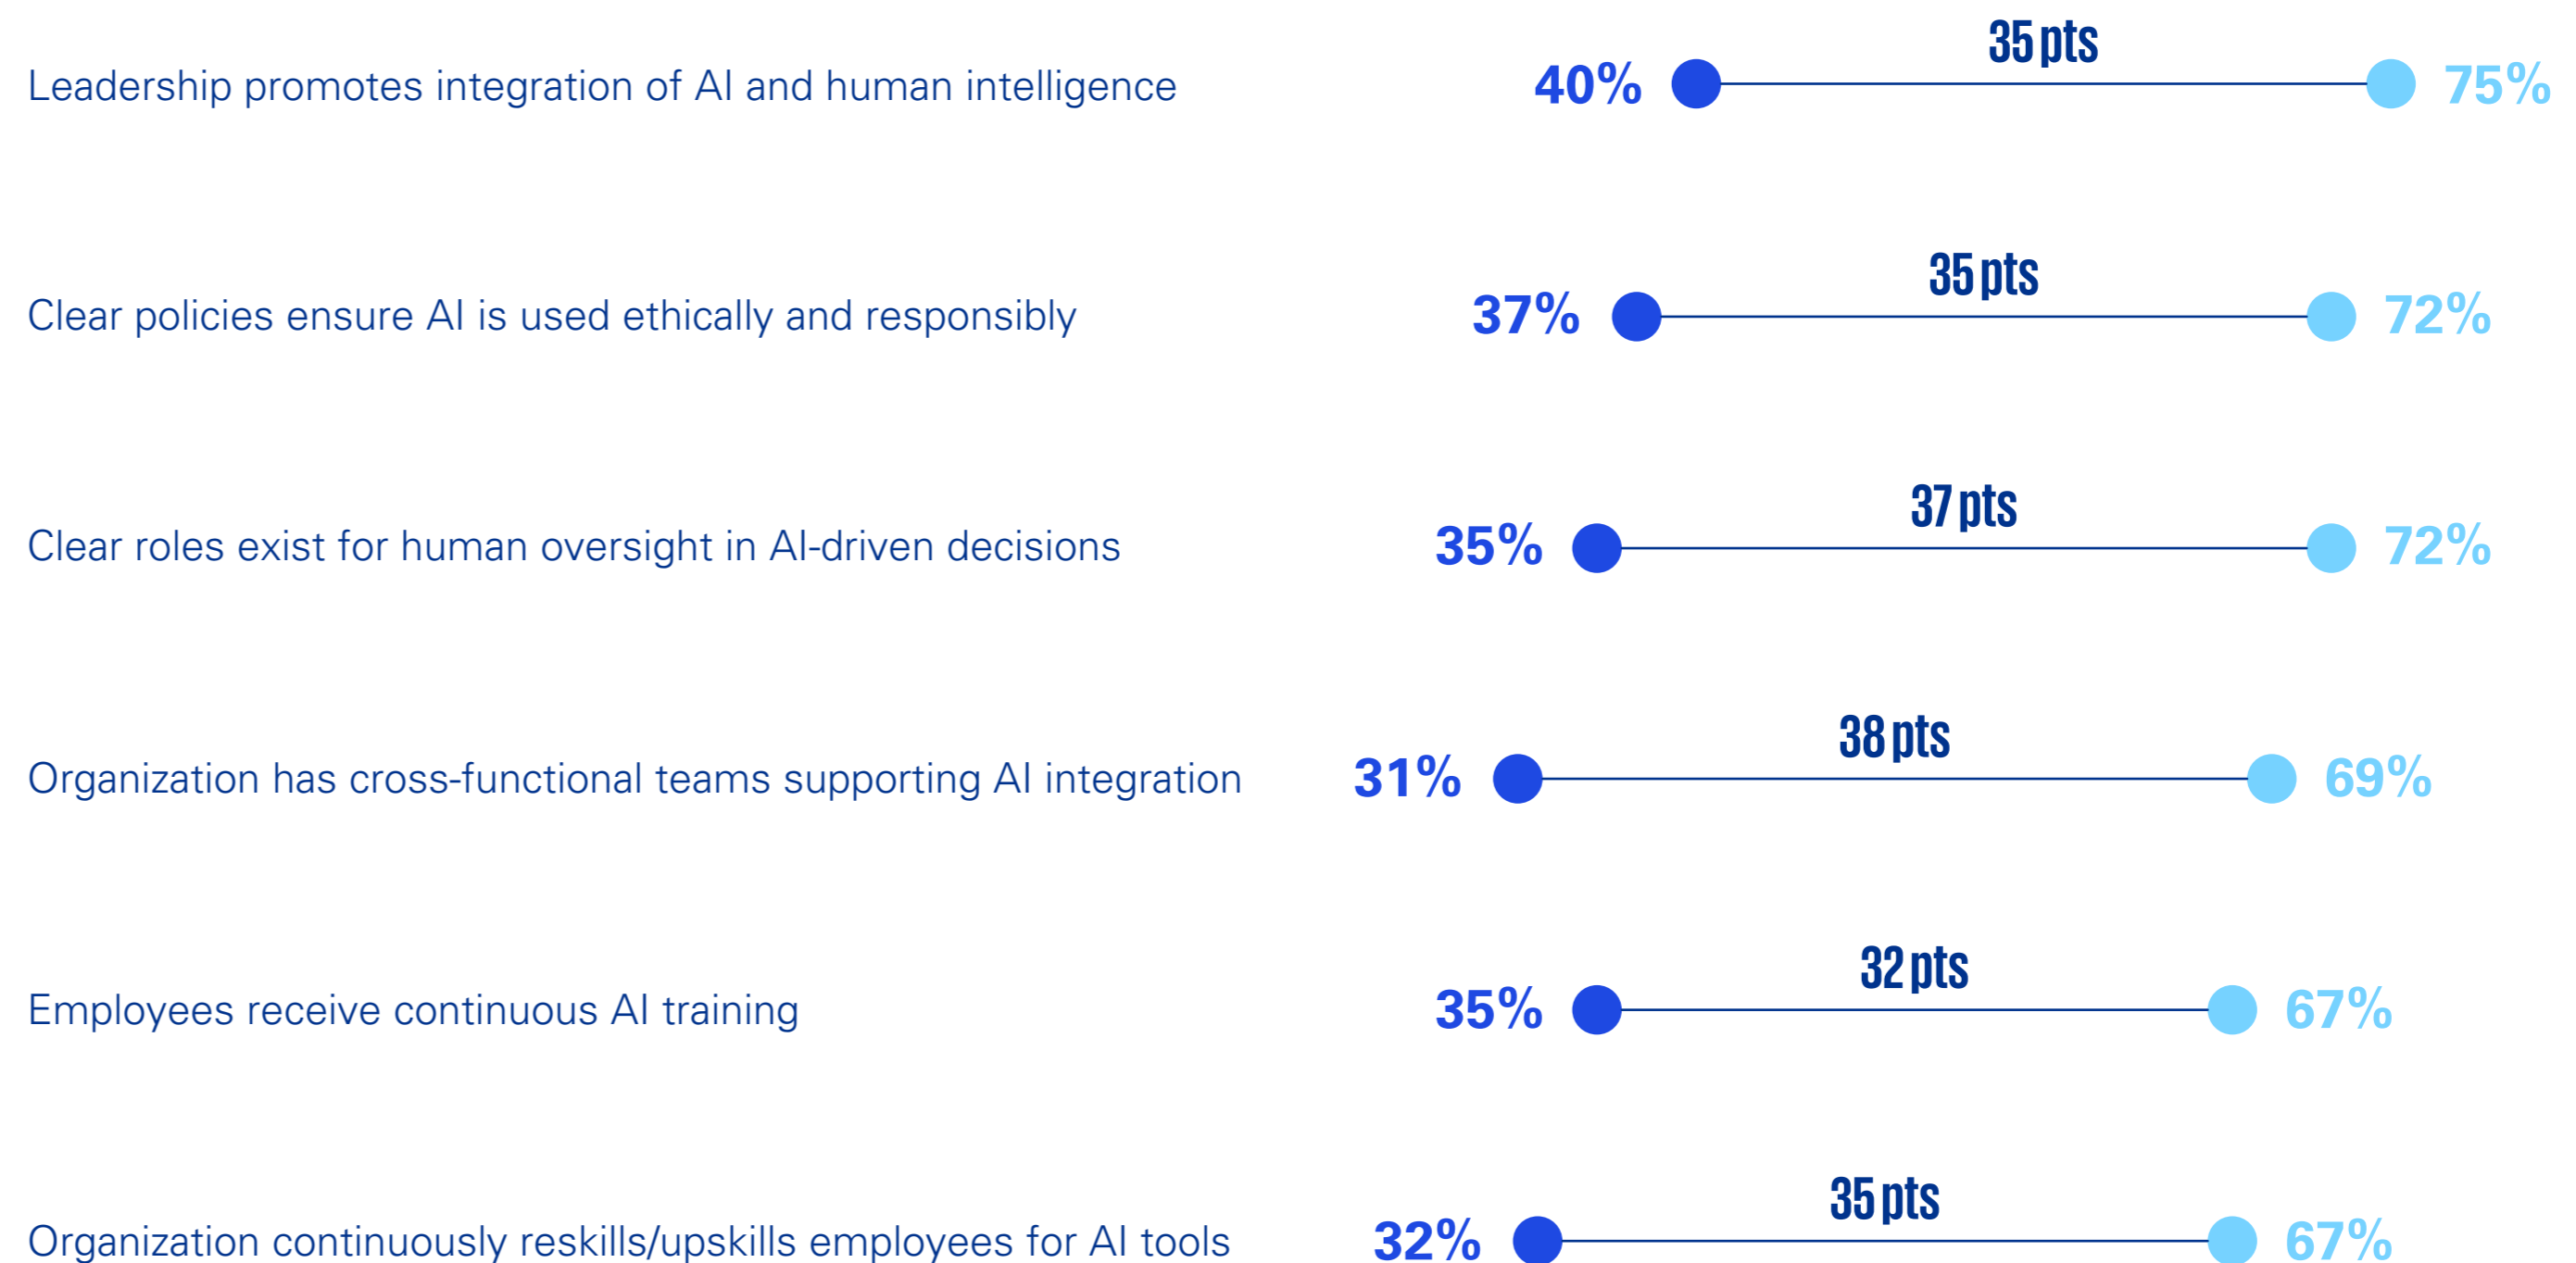 35 pts
Leadership promotes integration of AI and human intelligence 40% 75%
35 pts
Clear policies ensure AI is used ethically and responsibly 37% 72%
37 pts
Clear roles exist for human oversight in AI-driven decisions 35% 72%
38 pts
Organization has cross-functional teams supporting AI integration 31% 69%
32 pts
Employees receive continuous AI training 35% 67%
35 pts
Organization continuously reskills/upskills employees for AI tools 32% 67%